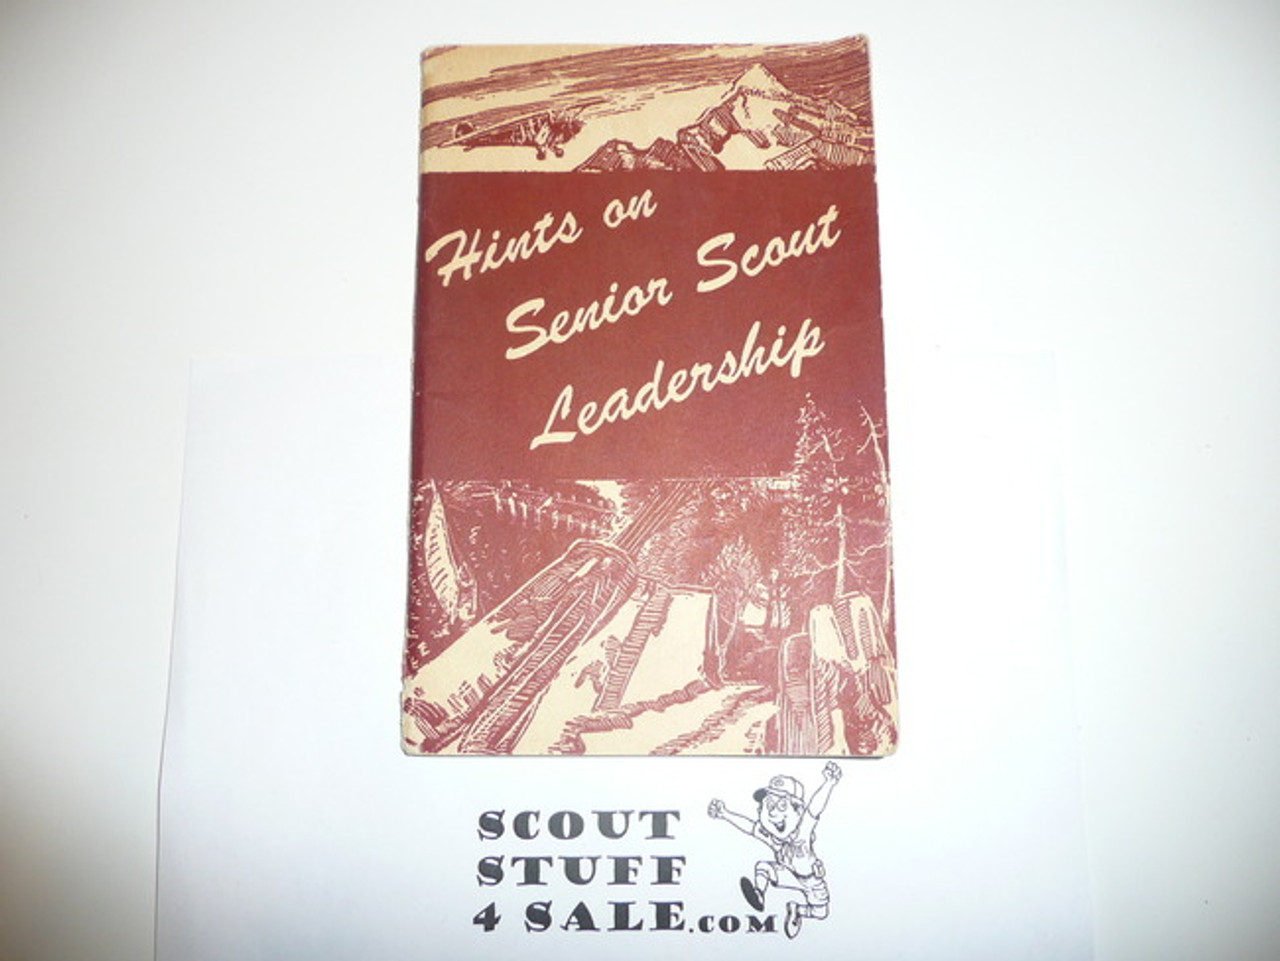 Hints on
Senior Scout
Leadership
SCOUT
STUFF
4 SALE.COM